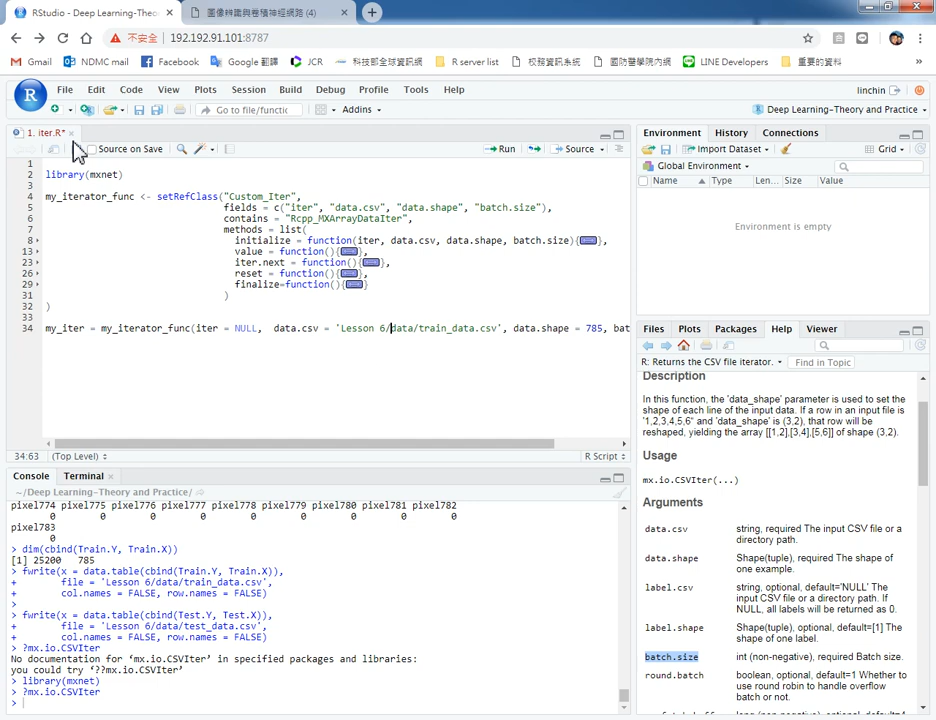 RStudio - Deep Learning-Theo
圖像辨識與卷積神經網路 (4)
不安全 192.192.91.101:8787
Gmail
NDMC mail
Facebook
Google 翻譯
JCR
科技部全球資訊網
R server list
校務資訊系統
國防醫學院內網
LINE Developers
重要的資料
»
File Edit Code View Plots Session Build Debug Profile Tools Help
linchin
Go to file/functic
Addins
Deep Learning-Theory and Practice
1. iter.R*
Source on Save
Run
Source
1
2 library(mxnet)
3
4 my_iterator_func <- setRefClass("Custom_Iter",
5 fields = c("iter", "data.csv", "data.shape", "batch.size"),
6 contains = "Rcpp_MXArrayDataIter",
7 methods = list(
8 initialize = function(iter, data.csv, data.shape, batch.size){ },
13 value = function(){ },
23 iter.next = function(){ },
26 reset = function(){ },
29 finalize=function(){ }
31 )
32 )
33
34 my_iter = my_iterator_func(iter = NULL,  data.csv = 'Lesson 6/data/train_data.csv', data.shape = 785, bat
34:63 (Top Level) R Script
Console Terminal
~/Deep Learning-Theory and Practice/
pixel774 pixel775 pixel776 pixel777 pixel778 pixel779 pixel780 pixel781 pixel782
0 0 0 0 0 0 0 0 0
pixel783
0
> dim(cbind(Train.Y, Train.X))
[1] 25200   785
> fwrite(x = data.table(cbind(Train.Y, Train.X)),
+ file = 'Lesson 6/data/train_data.csv',
+ col.names = FALSE, row.names = FALSE)
>
> fwrite(x = data.table(cbind(Test.Y, Test.X)),
+ file = 'Lesson 6/data/test_data.csv',
+ col.names = FALSE, row.names = FALSE)
> ?mx.io.CSVIter
No documentation for ‘mx.io.CSVIter’ in specified packages and libraries:
you could try ‘??mx.io.CSVIter’
> library(mxnet)
> ?mx.io.CSVIter
>
Environment History Connections
Import Dataset
Grid
Global Environment
Name Type Len... Size Value
Environment is empty
Files Plots Packages Help Viewer
R: Returns the CSV file iterator.
Find in Topic
Description
In this function, the 'data_shape' parameter is used to set the
shape of each line of the input data. If a row in an input file is
'1,2,3,4,5,6" and 'data_shape' is (3,2), that row will be
reshaped, yielding the array [[1,2],[3,4],[5,6]] of shape (3,2).
Usage
mx.io.CSVIter(...)
Arguments
data.csv string, required The input CSV file or a
directory path.
data.shape Shape(tuple), required The shape of
one example.
label.csv string, optional, default='NULL' The
input CSV file or a directory path. If
NULL, all labels will be returned as 0.
label.shape Shape(tuple), optional, default=[1] The
shape of one label.
batch.size int (non-negative), required Batch size.
round.batch boolean, optional, default=1 Whether to
use round robin to handle overflow
batch or not.